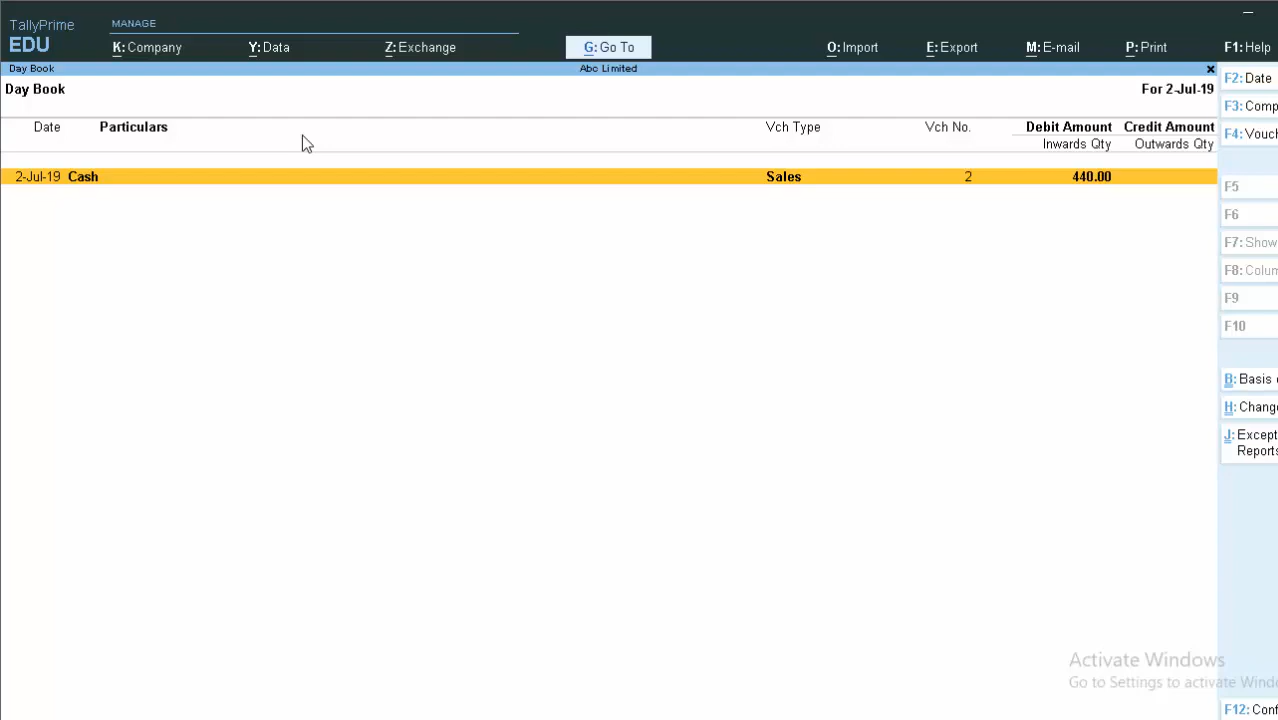 TallyPrime
MANAGE
EDU
K: Company
Y: Data
Z: Exchange
G: Go To
O: Import
E: Export
M: E-mail
P: Print
F1: Help
Day Book
Abc Limited
F2: Date
Day Book
For 2-Jul-19
F3: Comp
Date
Particulars
Vch Type
Vch No.
Debit Amount
Credit Amount
F4: Vouch
Inwards Qty
Outwards Qty
2-Jul-19
Cash
Sales
2
440.00
F5
F6
F7: Show
F8: Colum
F9
F10
B: Basis
H: Chang
J: Except
Reports
Activate Windows
Go to Settings to activate Wind
F12: Conf